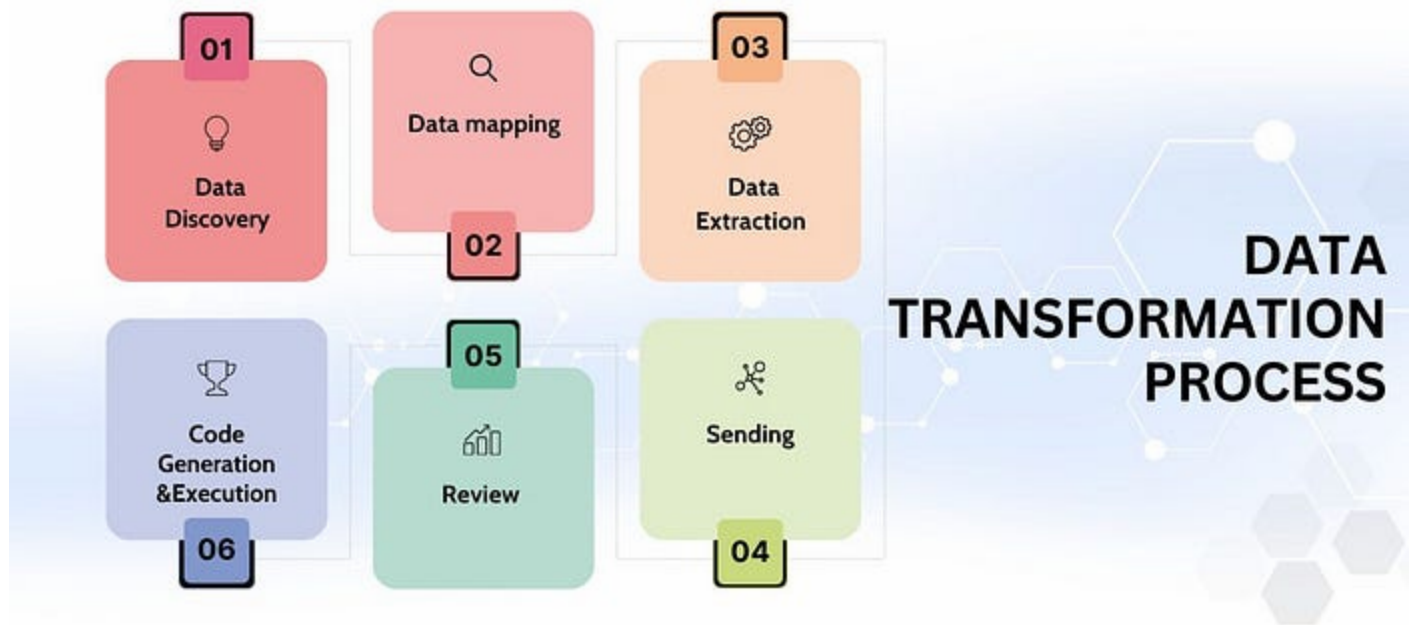 01
Data
Discovery
Data mapping
02
03
Data
Extraction
DATA
TRANSFORMATION
PROCESS
Sending
04
05
Review
Code
Generation
&Execution
06